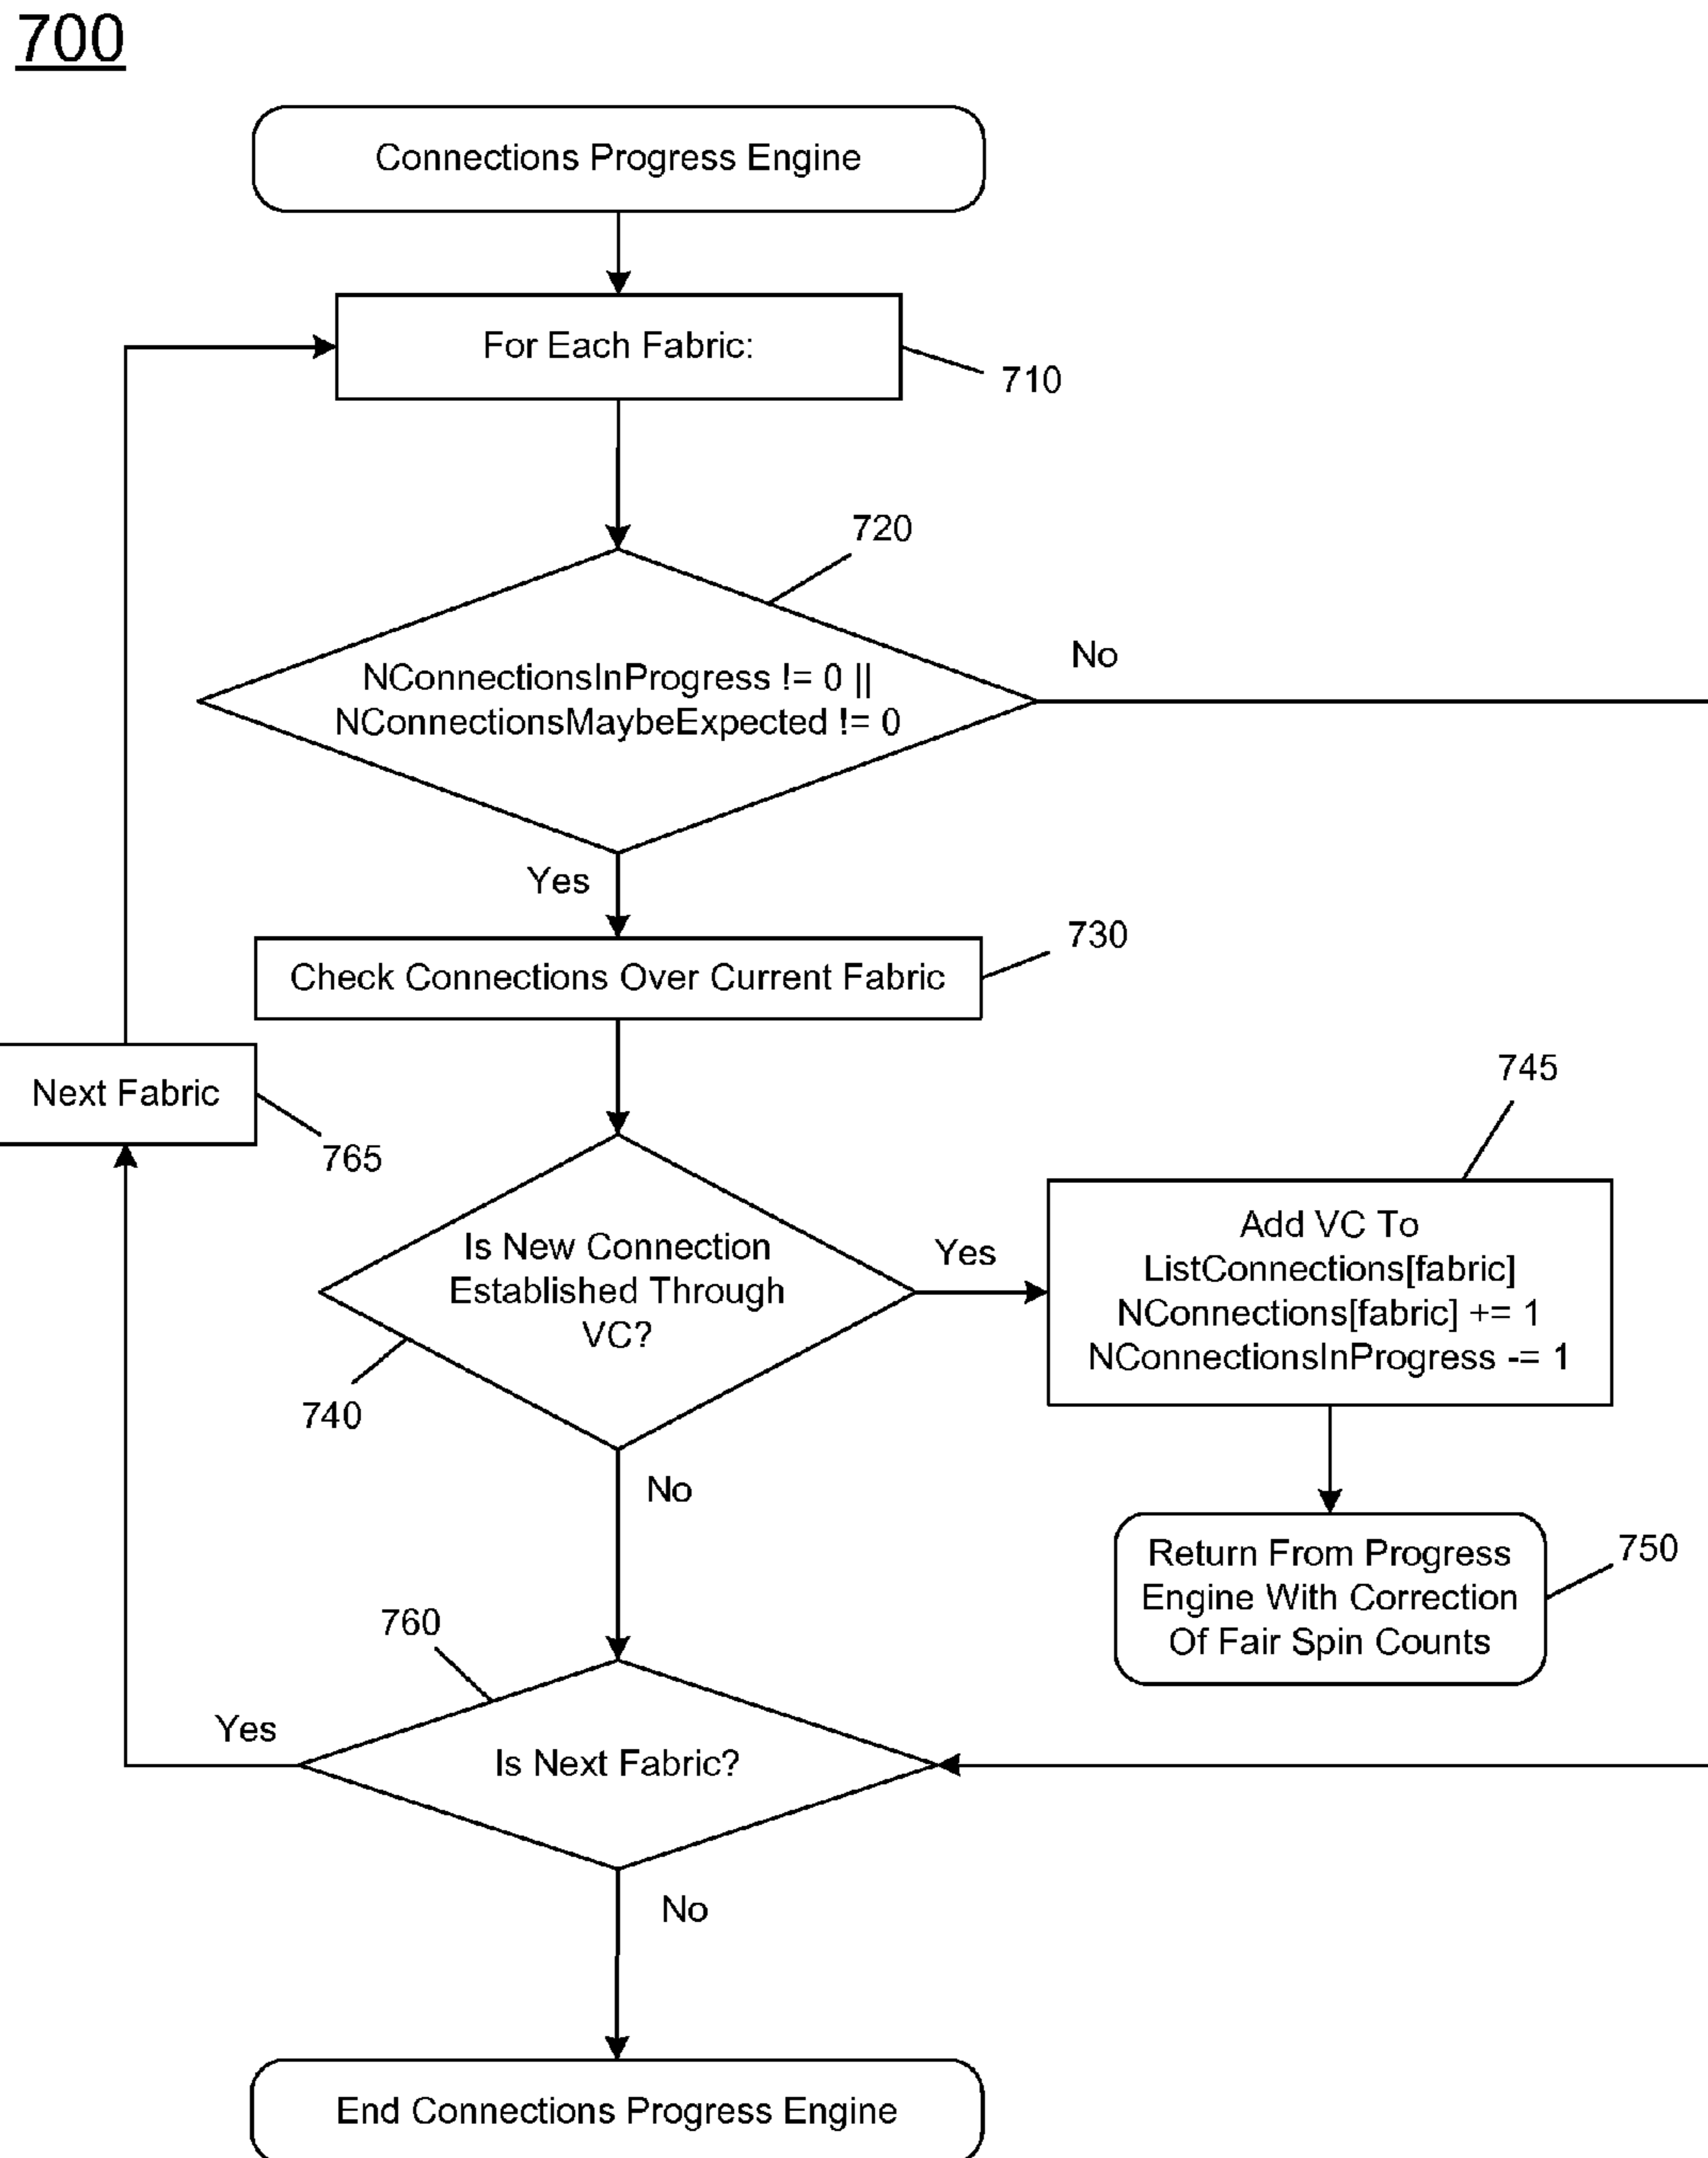 700
Connections Progress Engine
For Each Fabric:
710
720
NConnectionsInProgress != 0 ||
NConnectionsMaybeExpected != 0
No
Yes
730
Check Connections Over Current Fabric
Next Fabric
765
745
Is New Connection
Established Through
VC?
Yes
Add VC To
ListConnections[fabric]
NConnections[fabric] += 1
NConnectionsInProgress -= 1
740
No
Return From Progress
Engine With Correction
Of Fair Spin Counts
750
760
Yes
Is Next Fabric?
No
End Connections Progress Engine